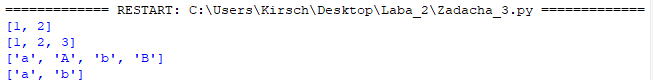 ============= RESTART: C:\Users\Kirsch\Desktop\Laba_2\Zadacha_3.py =============
[1, 2]
[1, 2, 3]
['a', 'A', 'b', 'B']
['a', 'b']